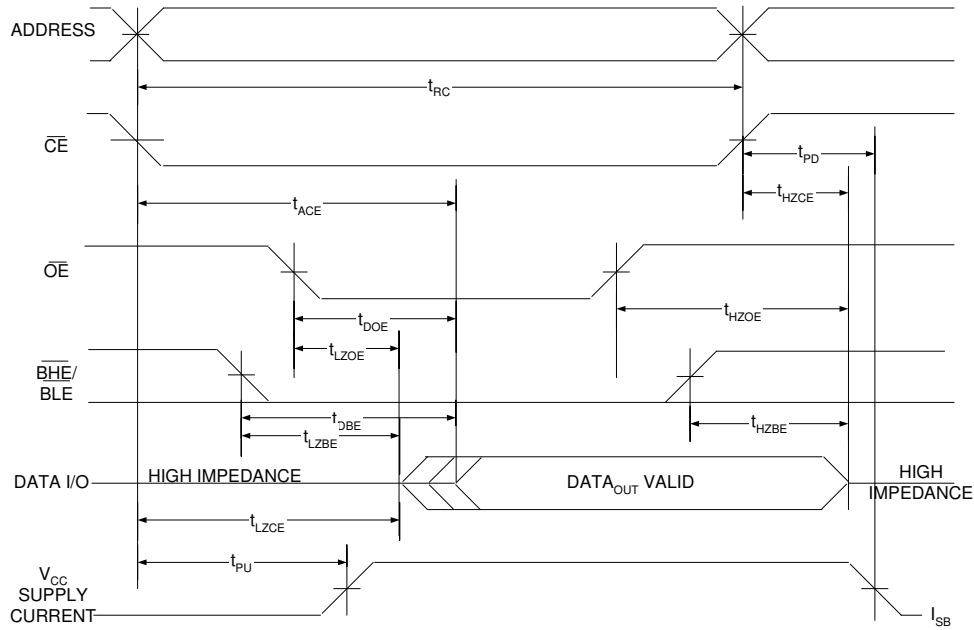 ADDRESS
tRC
CE
tPD
tHZCE
tACE
OE
tHZOE
tDOE
tLZOE
BHE/
BLE
tDBE
tHZBE
tLZBE
DATA I/O
HIGH IMPEDANCE
DATAOUT VALID
HIGH
IMPEDANCE
tLZCE
tPU
VCC
SUPPLY
CURRENT
ISB